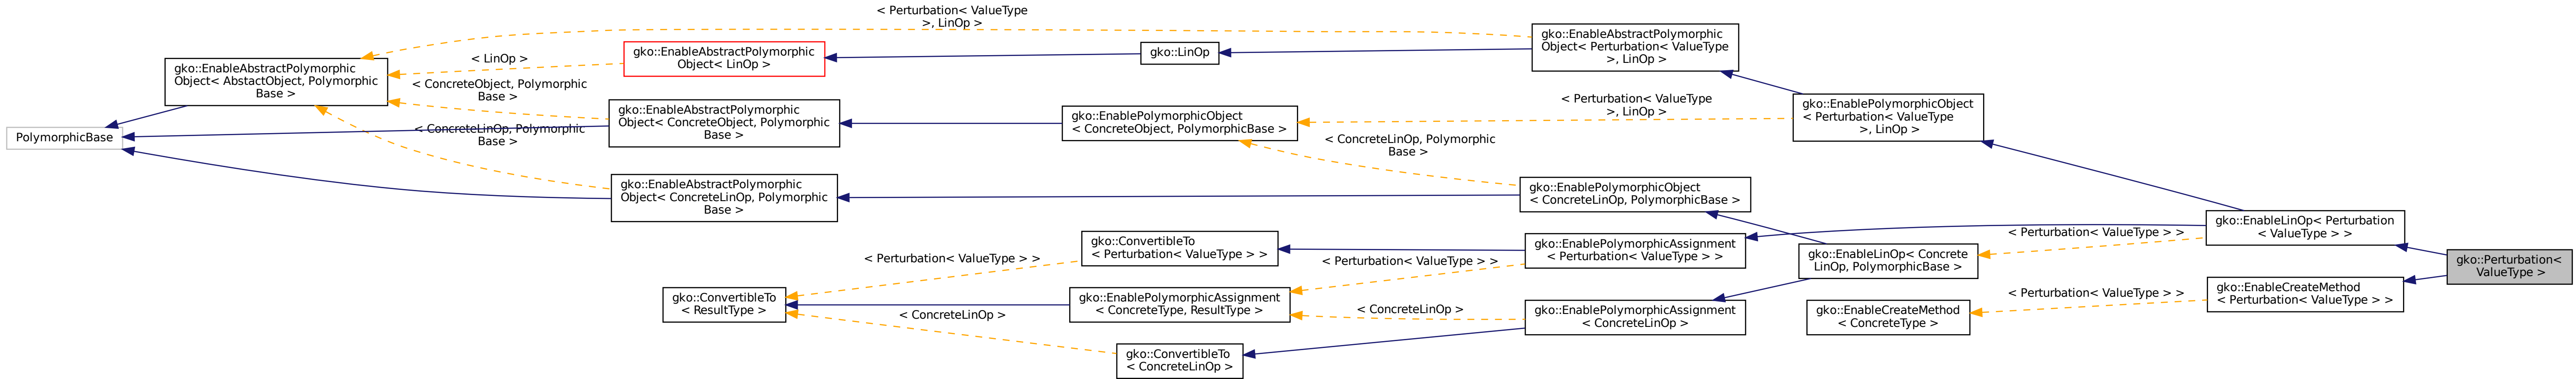 PolymorphicBase
gko::EnableAbstractPolymorphic
Object< AbstactObject, Polymorphic
Base >
< Perturbation< ValueType
>, LinOp >
< LinOp >
< ConcreteObject, Polymorphic
Base >
< ConcreteLinOp, Polymorphic
Base >
gko::EnableAbstractPolymorphic
Object< LinOp >
gko::EnableAbstractPolymorphic
Object< ConcreteObject, Polymorphic
Base >
gko::EnableAbstractPolymorphic
Object< ConcreteLinOp, Polymorphic
Base >
gko::ConvertibleTo
< ResultType >
< Perturbation< ValueType > >
< ConcreteLinOp >
gko::LinOp
gko::EnablePolymorphicObject
< ConcreteObject, PolymorphicBase >
gko::ConvertibleTo
< Perturbation< ValueType > >
gko::EnablePolymorphicAssignment
< ConcreteType, ResultType >
gko::ConvertibleTo
< ConcreteLinOp >
< Perturbation< ValueType
>, LinOp >
< ConcreteLinOp, Polymorphic
Base >
< Perturbation< ValueType > >
< ConcreteLinOp >
gko::EnableAbstractPolymorphic
Object< Perturbation< ValueType
>, LinOp >
gko::EnablePolymorphicObject
< ConcreteLinOp, PolymorphicBase >
gko::EnablePolymorphicAssignment
< Perturbation< ValueType > >
gko::EnablePolymorphicAssignment
< ConcreteLinOp >
gko::EnablePolymorphicObject
< Perturbation< ValueType
>, LinOp >
gko::EnableLinOp< Concrete
LinOp, PolymorphicBase >
gko::EnableCreateMethod
< ConcreteType >
< Perturbation< ValueType > >
< Perturbation< ValueType > >
gko::EnableLinOp< Perturbation
< ValueType > >
gko::EnableCreateMethod
< Perturbation< ValueType > >
gko::Perturbation<
ValueType >